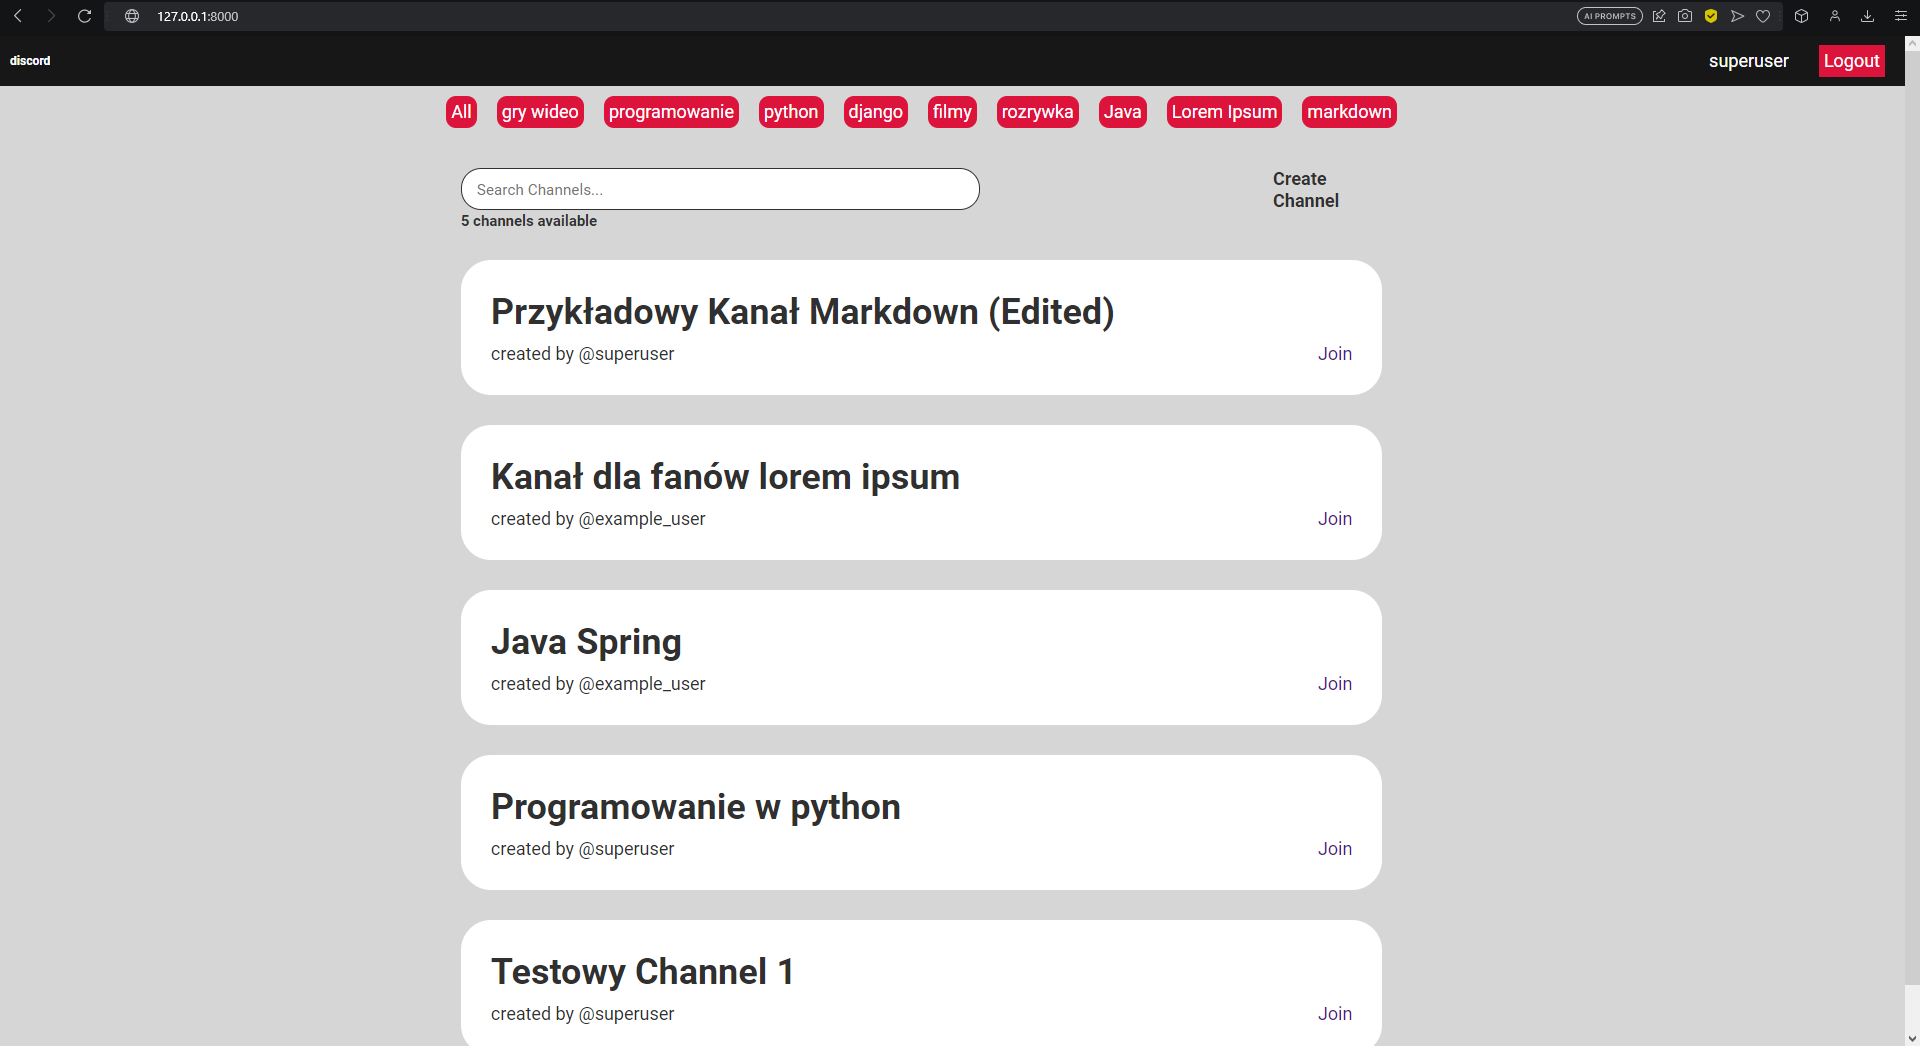 127.0.0.1:8000
AI PROMPTS
discord
superuser
Logout
All gry wideo programowanie python django filmy rozrywka Java Lorem Ipsum markdown
Search Channels...
Create
Channel
5 channels available
Przykładowy Kanał Markdown (Edited)
created by @superuser
Join
Kanał dla fanów lorem ipsum
created by @example_user
Join
Java Spring
created by @example_user
Join
Programowanie w python
created by @superuser
Join
Testowy Channel 1
created by @superuser
Join